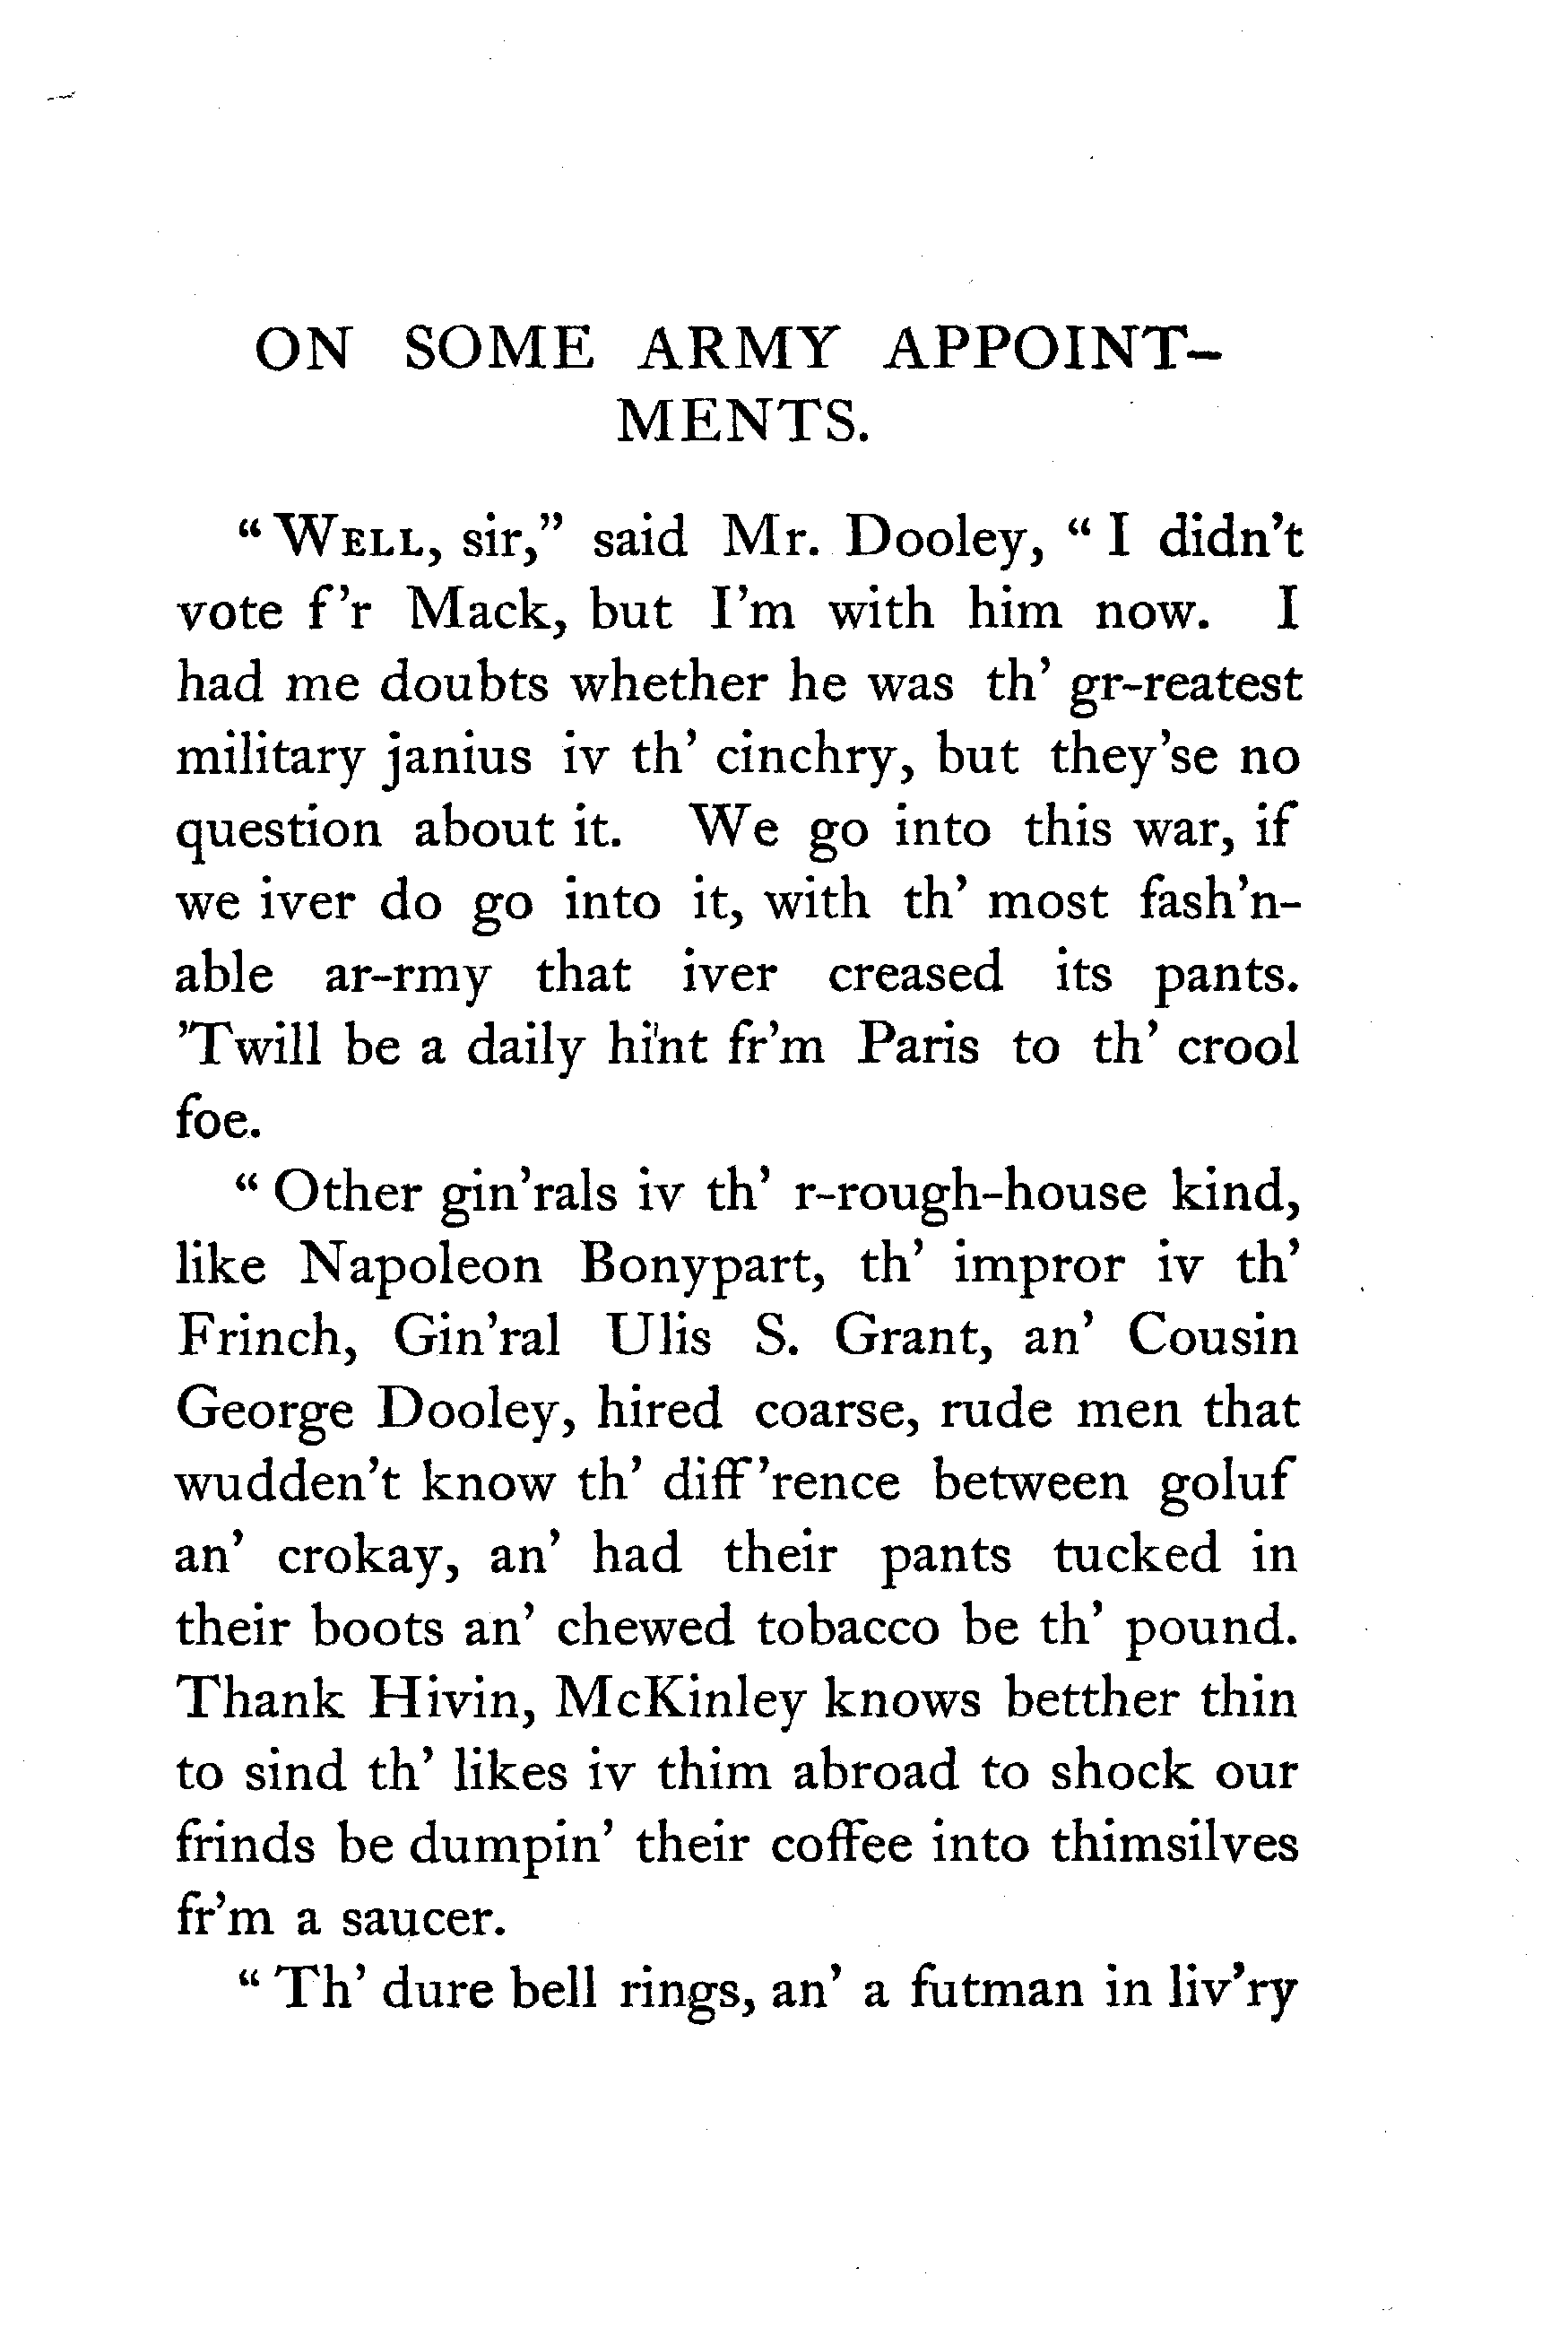 ON SOME ARMY APPOINT-
MENTS.
" WELL, sir," said Mr. Dooley, " I didn't
vote f'r Mack, but I'm with him now. I
had me doubts whether he was th' gr-reatest
military janius iv th' cinchry, but they'se no
question about it. We go into this war, if
we iver do go into it, with th' most fash'n-
able ar-rmy that iver creased its pants.
'Twill be a daily hint fr'm Paris to th' crool
foe.
" Other gin'rals iv th' r-rough-house kind,
like Napoleon Bonypart, th' impror iv th'
Frinch, Gin'ral Ulis S. Grant, an' Cousin
George Dooley, hired coarse, rude men that
wudden't know th' diff'rence between goluf
an' crokay, an' had their pants tucked in
their boots an' chewed tobacco be th' pound.
Thank Hivin, McKinley knows betther thin
to sind th' likes iv thim abroad to shock our
frinds be dumpin' their coffee into thimsilves
fr'm a saucer.
" Th' dure bell rings, an' a futman in liv'ry